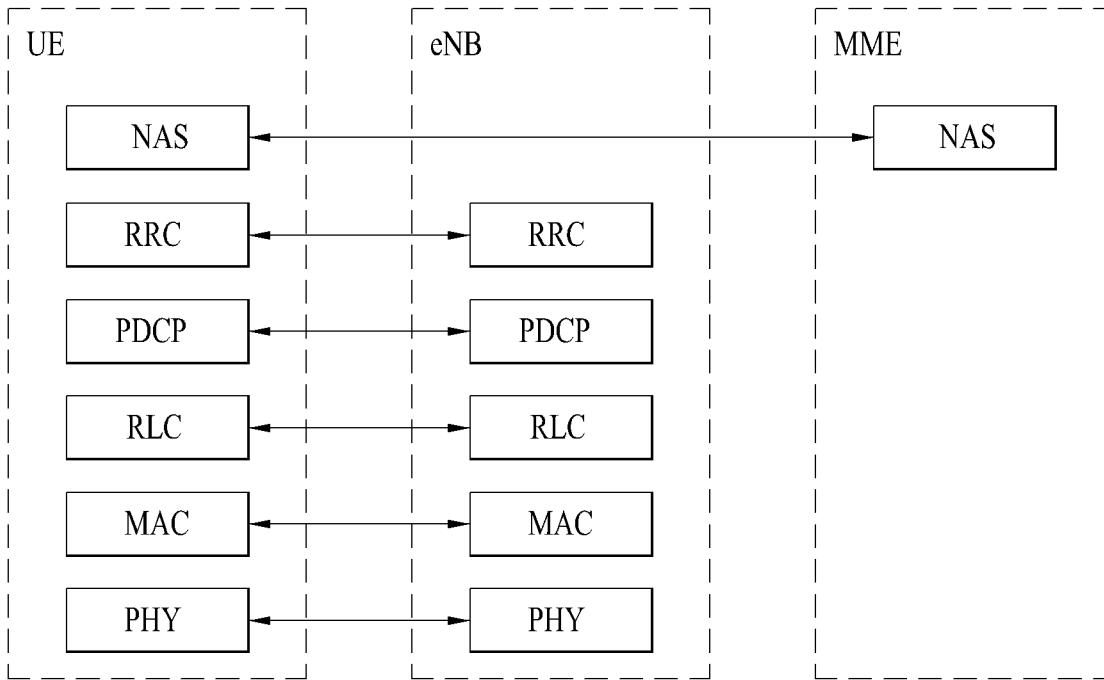 UE eNB MME
NAS NAS
RRC RRC
PDCP PDCP
RLC RLC
MAC MAC
PHY PHY